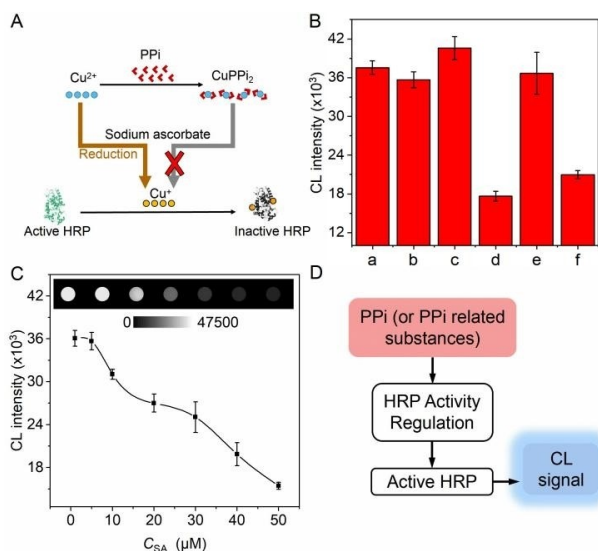 A
PPi
Cu²⁺
CuPPi₂
Sodium ascorbate
Reduction
Cu⁺
Active HRP
Inactive HRP
B
CL intensity (x10³)
42
36
30
24
18
12
a b c d e f
C
CL intensity (x10³)
42
36
30
24
18
0 47500
0 10 20 30 40 50
C_SA (μM)
D
PPi (or PPi related
substances)
HRP Activity
Regulation
Active HRP
CL
signal